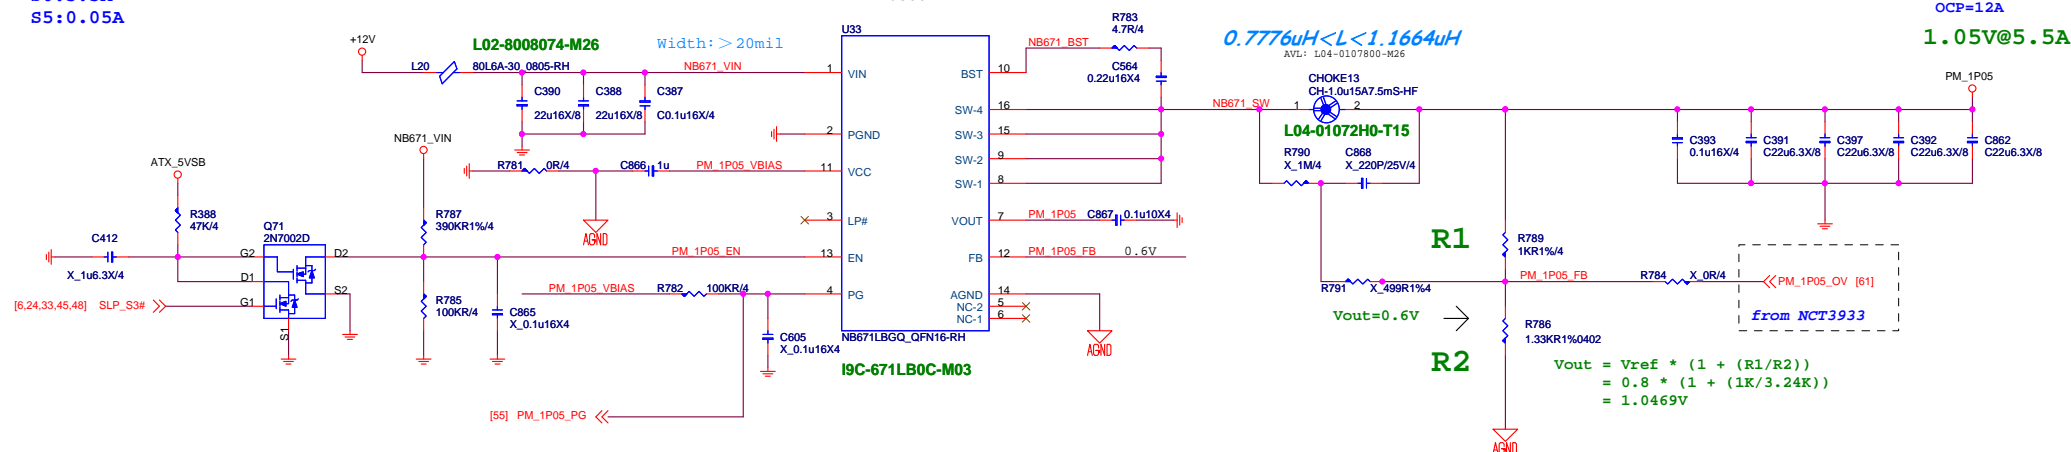 S5:0.05A
OCP=12A
1.05V@5.5A
+12V
L02-8008074-M26
Width:＞20mil
L20
80L6A-30_0805-RH
NB671_VIN
C390
22u16X/8
C388
22u16X/8
C387
C0.1u16X/4
U33
1
VIN
2
PGND
11
VCC
3
LP#
13
EN
4
PG
BST
10
SW-4
16
SW-3
15
SW-2
9
SW-1
8
VOUT
7
FB
12
AGND
14
NC-2
5
NC-1
6
NB671LBGQ_QFN16-RH
I9C-671LB0C-M03
NB671_BST
R783
4.7R/4
C564
0.22u16X4
0.7776uH<L<1.1664uH
AVL: L04-0107800-M26
CHOKE13
CH-1.0u15A7.5mS-HF
NB671_SW
1
2
L04-01072H0-T15
R790
X_1M/4
C868
X_220P/25V/4
PM_1P05
C393
0.1u16X/4
C391
C22u6.3X/8
C397
C22u6.3X/8
C392
C22u6.3X/8
C862
C22u6.3X/8
R781
0R/4
C866
1u
PM_1P05_VBIAS
AGND
NB671_VIN
R787
390KR1%/4
ATX_5VSB
R388
47K/4
Q71
2N7002D
C412
X_1u6.3X/4
G2
D1
G1
D2
S2
S1
[6,24,33,45,48]
SLP_S3#
PM_1P05_EN
R785
100KR/4
C865
X_0.1u16X4
PM_1P05_VBIAS
R782
100KR/4
C605
X_0.1u16X4
[55]
PM_1P05_PG
PM_1P05
C867
0.1u10X4
PM_1P05_FB
0.6V
AGND
R1
R789
1KR1%/4
R791
X_499R1%4
PM_1P05_FB
R784
X_0R/4
PM_1P05_OV
[61]
from NCT3933
Vout=0.6V
R2
R786
1.33KR1%0402
AGND
Vout = Vref * (1 + (R1/R2))
= 0.8 * (1 + (1K/3.24K))
= 1.0469V